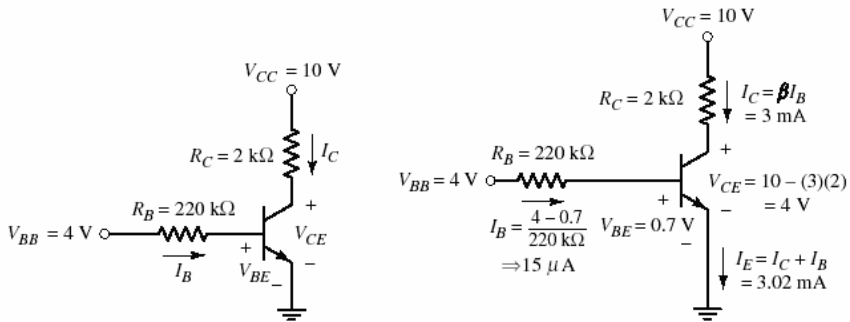 V_CC = 10 V
R_C = 2 kΩ
I_C
R_B = 220 kΩ
V_BB = 4 V
I_B
+
V_BE
−
+
V_CE
−
V_CC = 10 V
R_C = 2 kΩ
I_C = βI_B
= 3 mA
R_B = 220 kΩ
V_BB = 4 V
I_B = 4 − 0.7
220 kΩ
⇒15 μA
+
V_BE = 0.7 V
−
+
V_CE = 10 − (3)(2)
= 4 V
−
I_E = I_C + I_B
= 3.02 mA